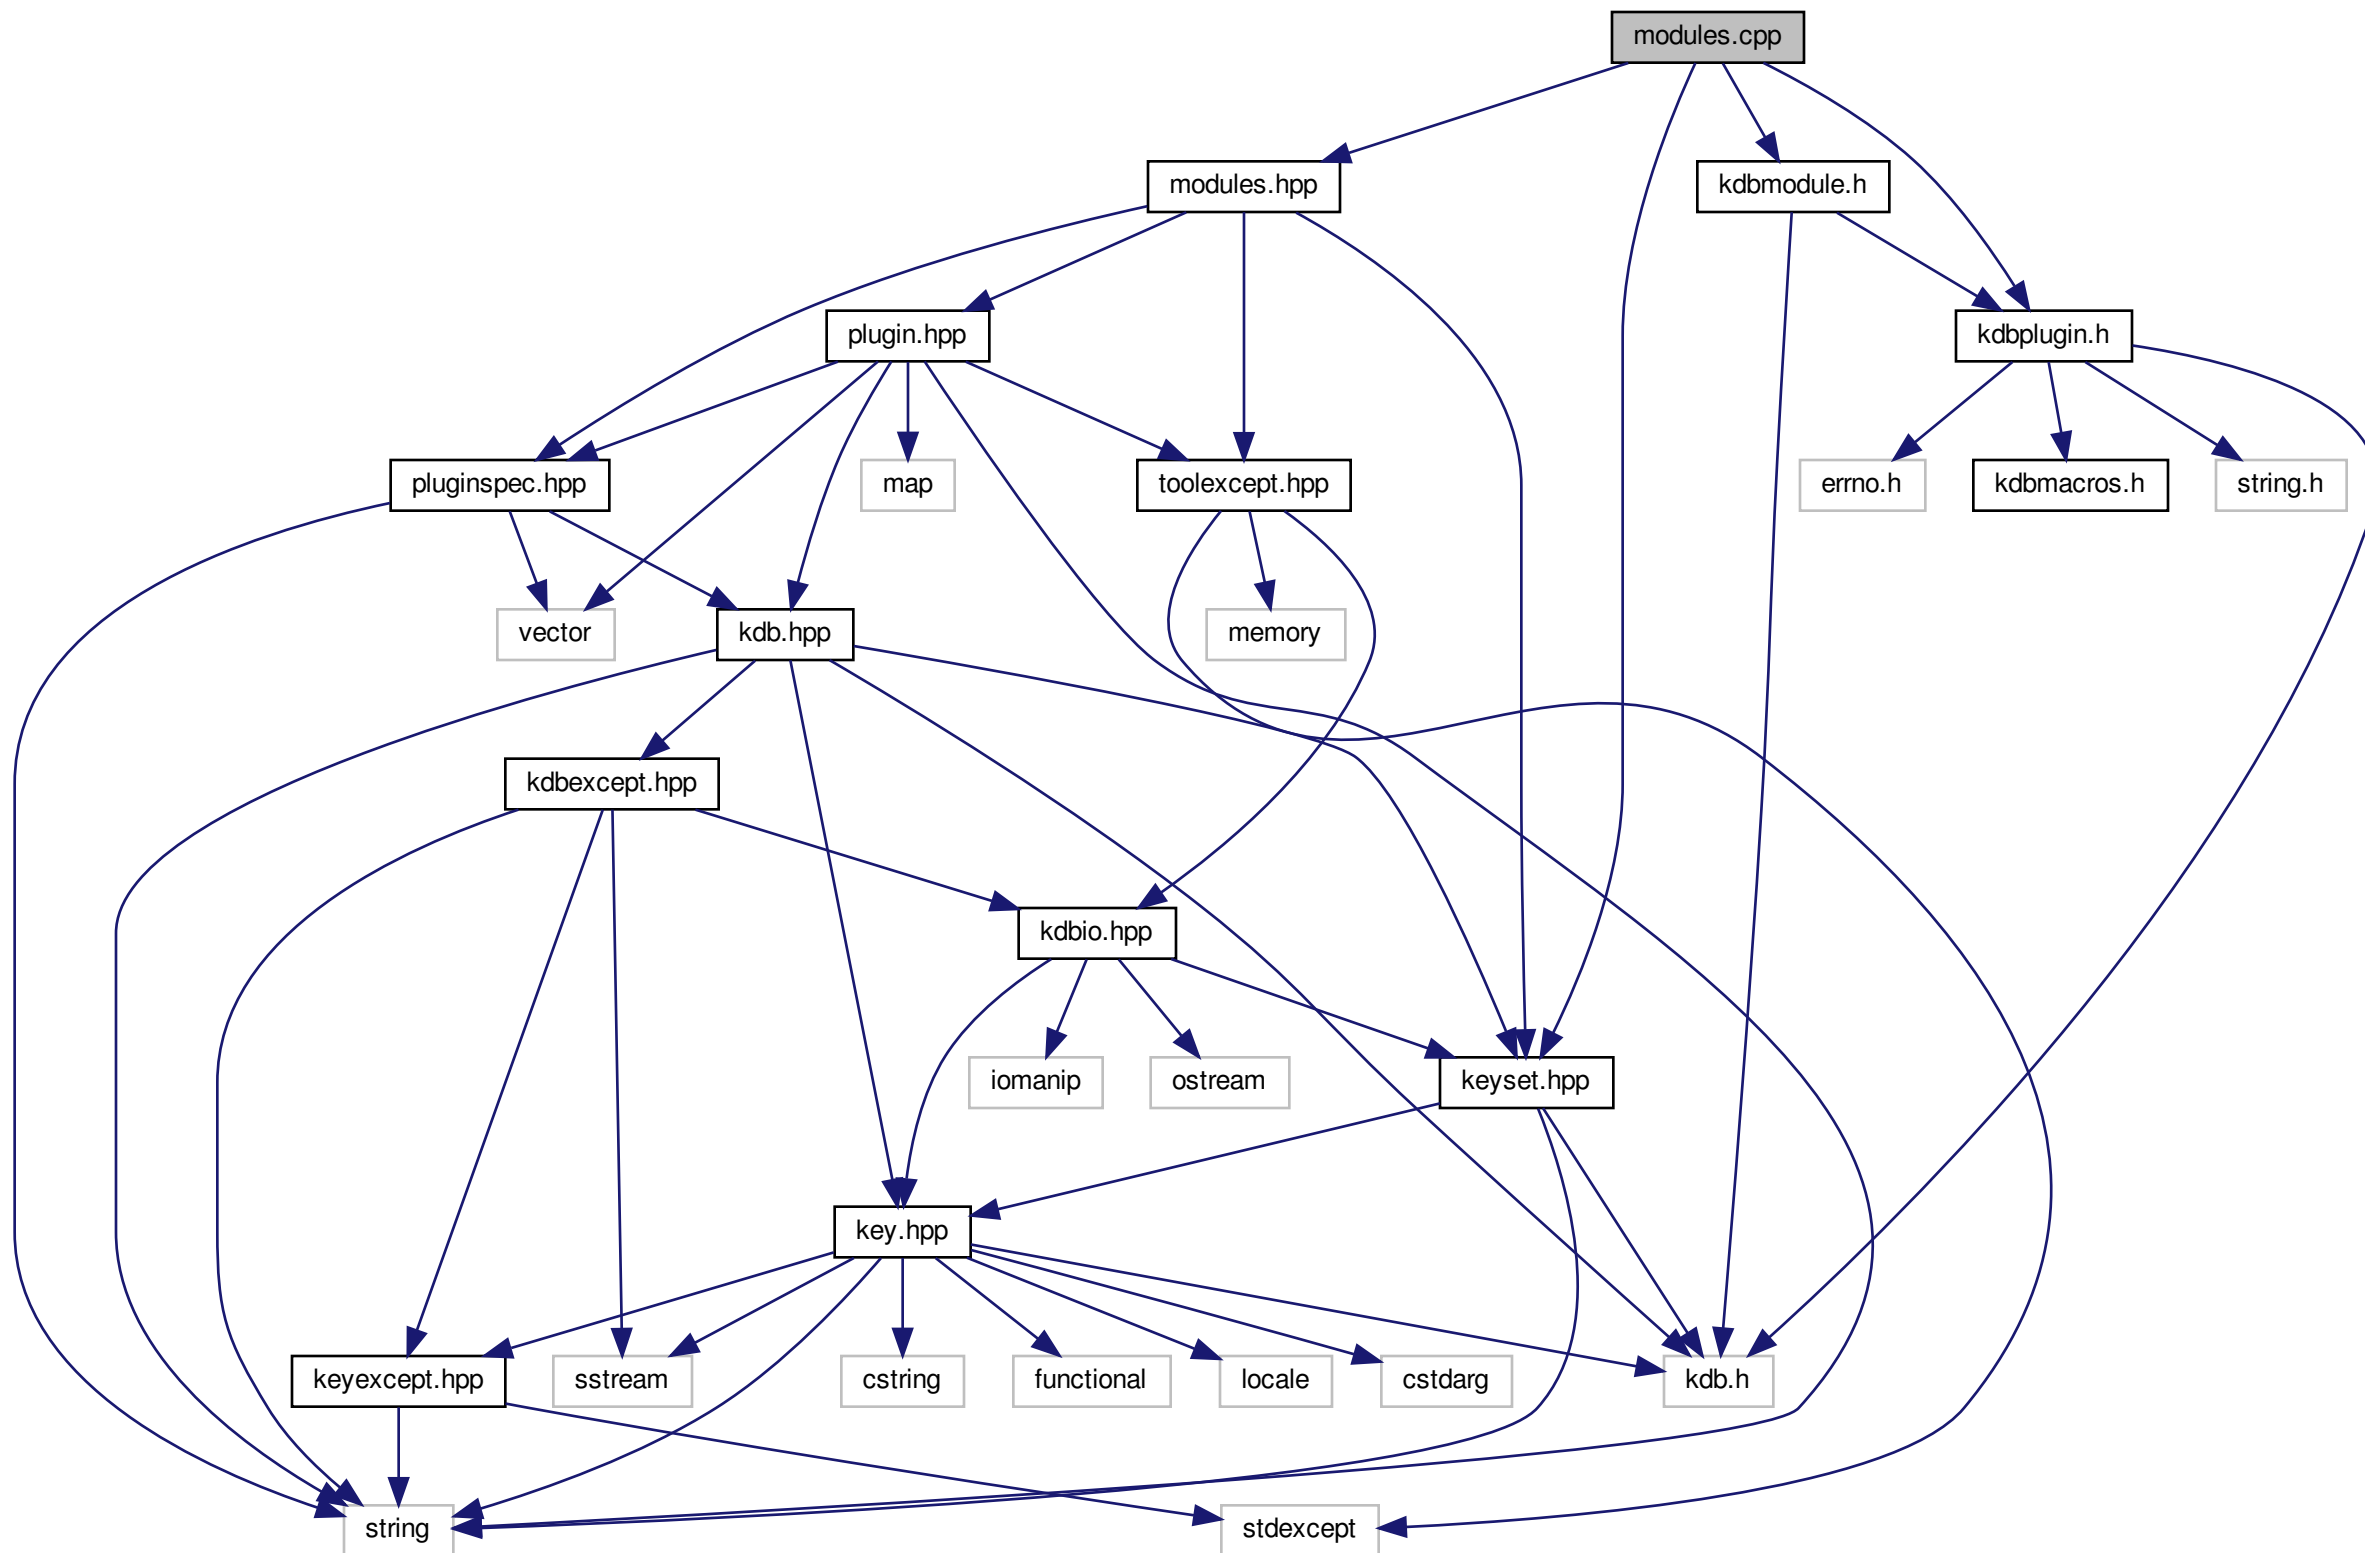 modules.cpp
modules.hpp
kdbmodule.h
plugin.hpp
kdbplugin.h
pluginspec.hpp
map
toolexcept.hpp
errno.h
kdbmacros.h
string.h
vector
kdb.hpp
memory
kdbexcept.hpp
kdbio.hpp
iomanip
ostream
keyset.hpp
key.hpp
keyexcept.hpp
sstream
cstring
functional
locale
cstdarg
kdb.h
string
stdexcept